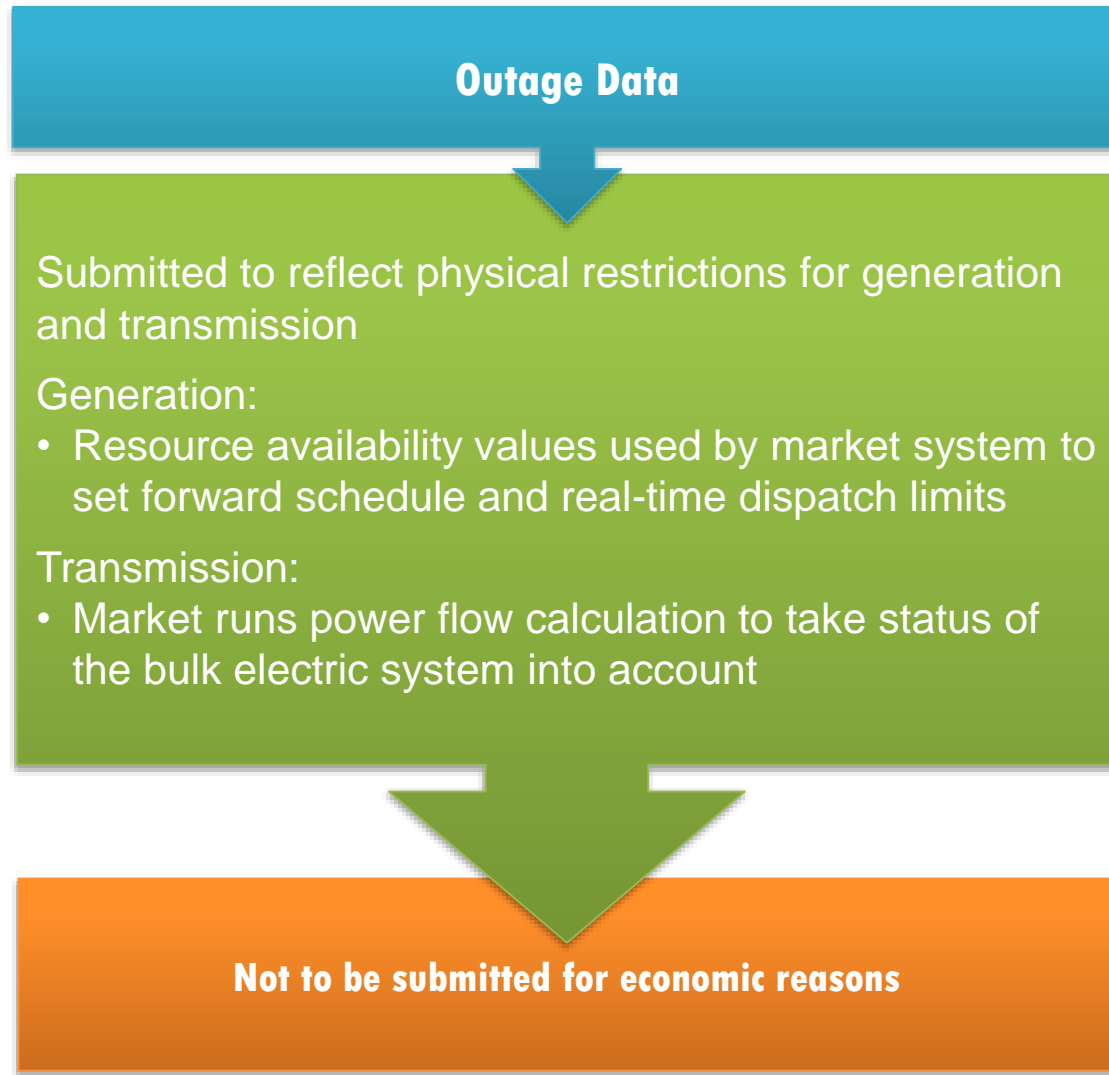 Outage Data
Submitted to reflect physical restrictions for generation
and transmission
Generation:
• Resource availability values used by market system to
set forward schedule and real-time dispatch limits
Transmission:
• Market runs power flow calculation to take status of
the bulk electric system into account
Not to be submitted for economic reasons